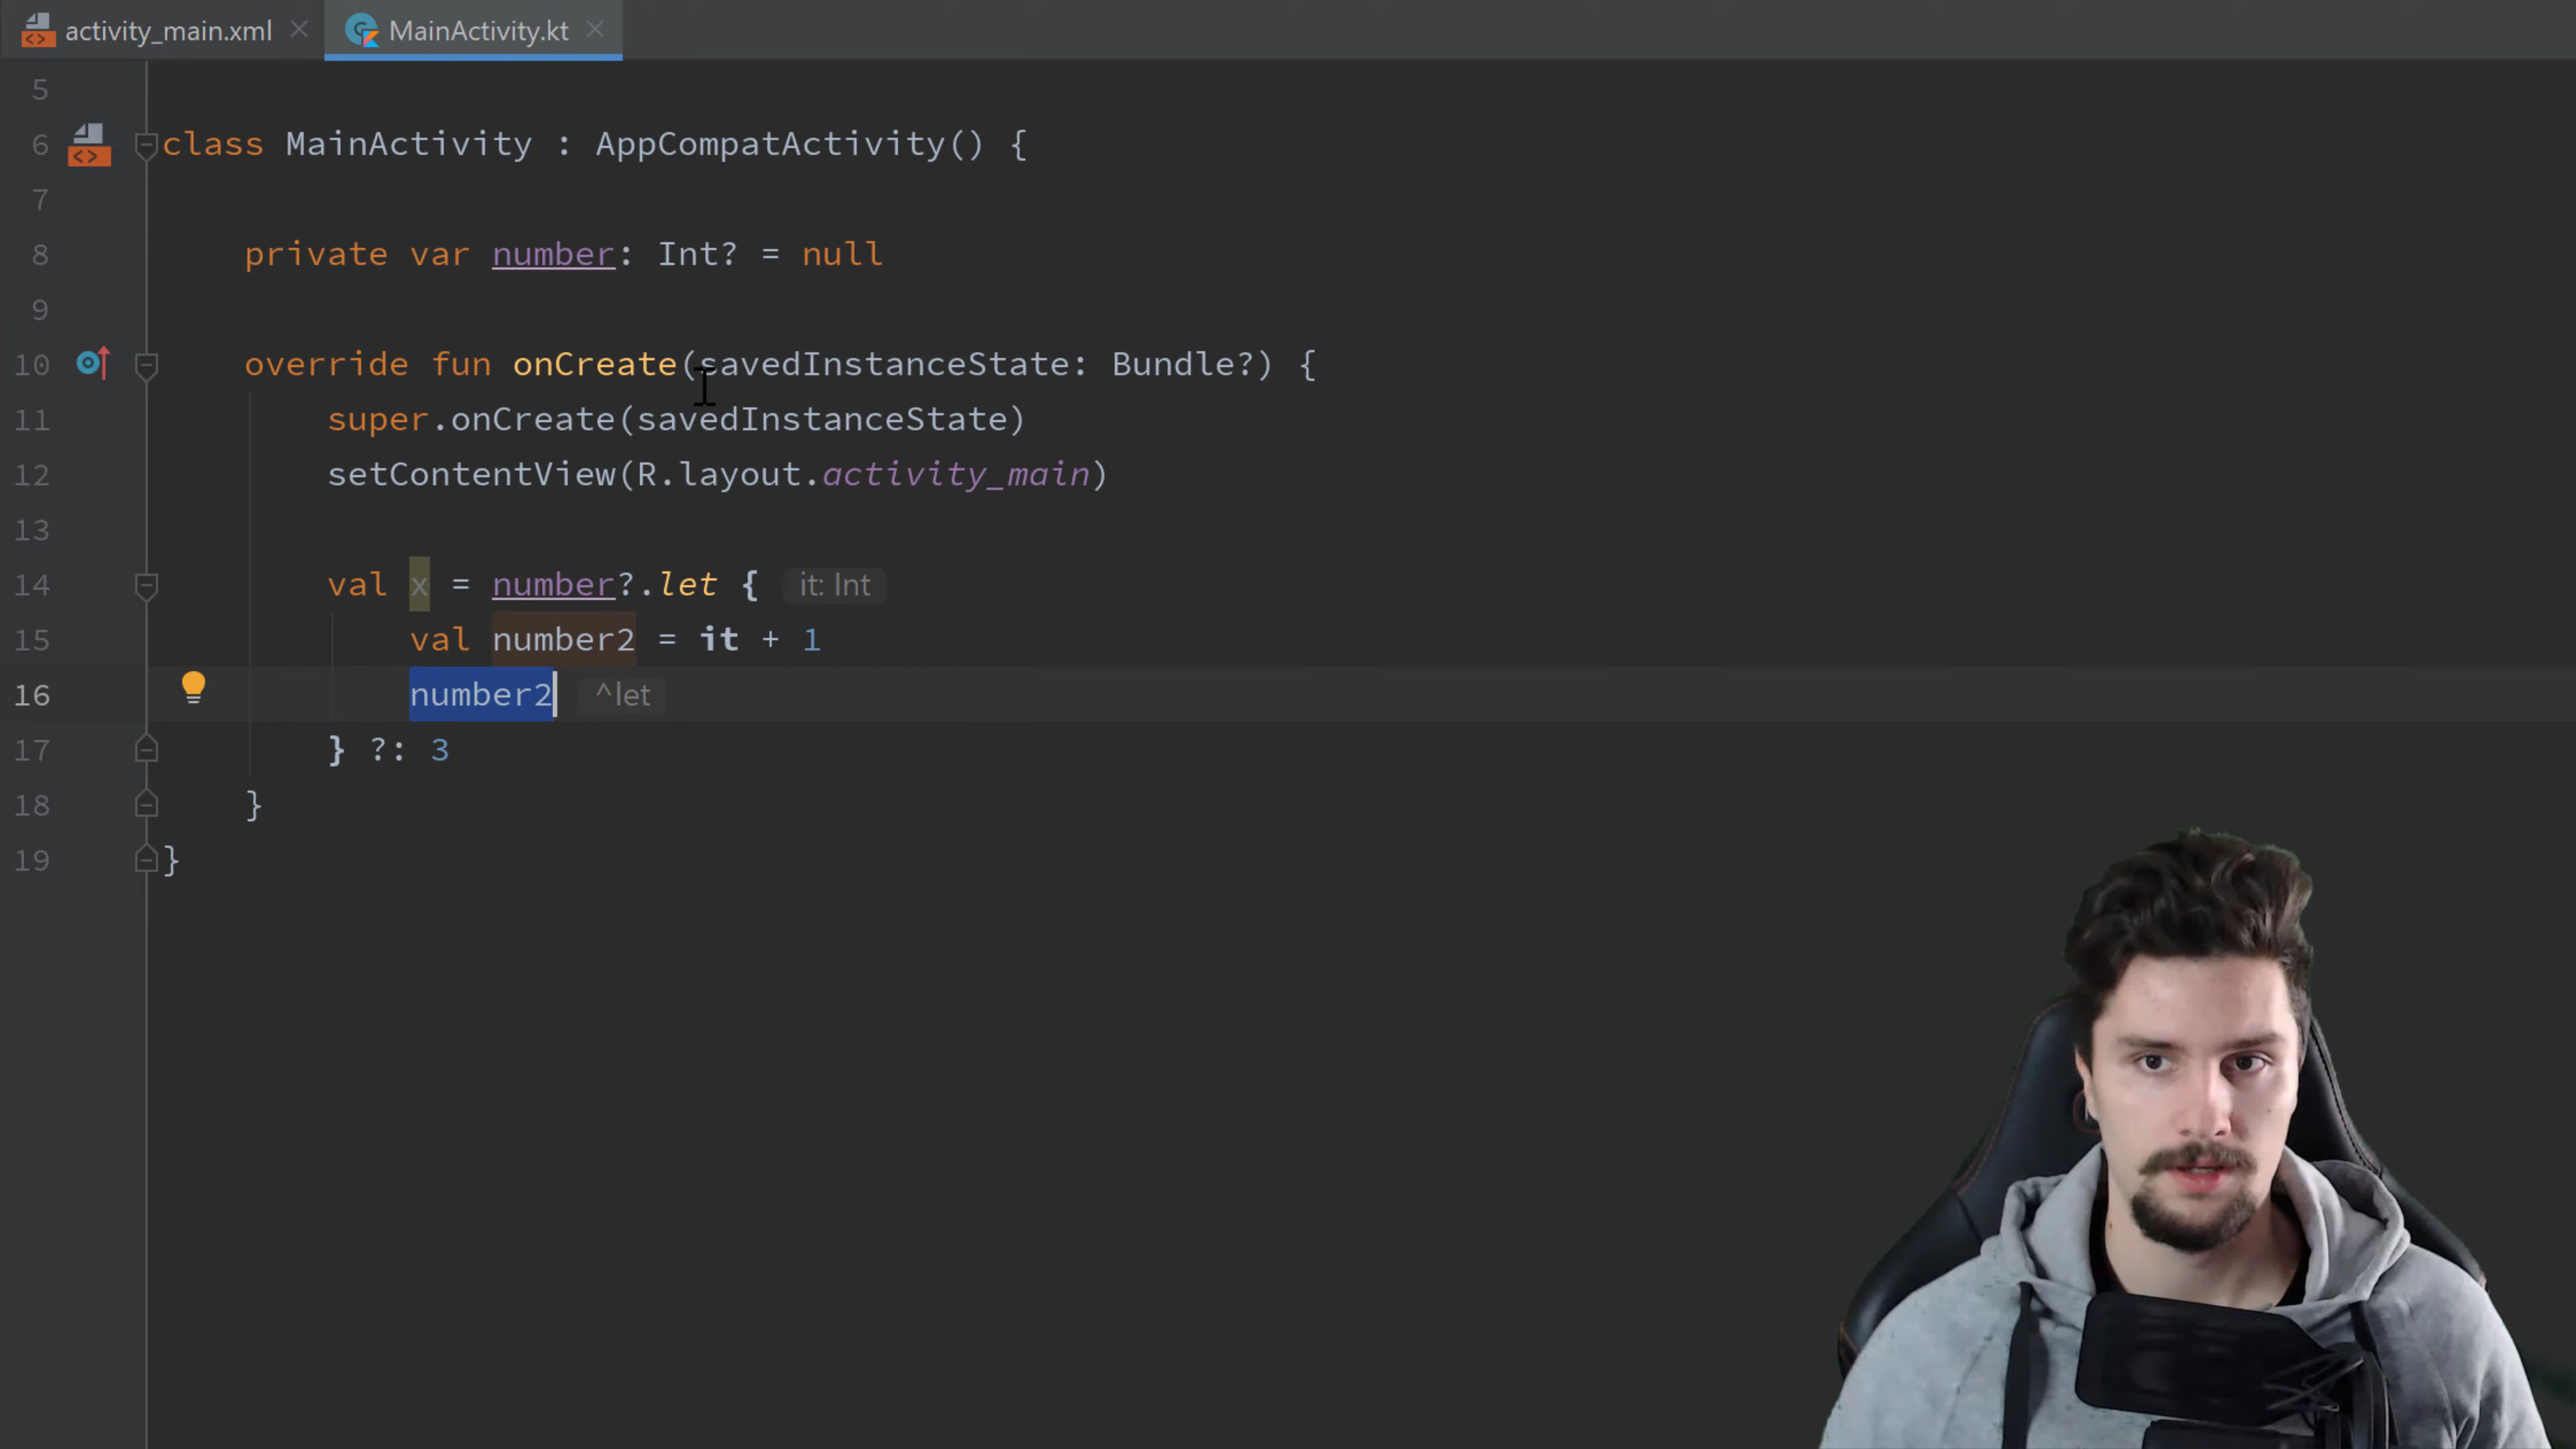 activity_main.xml MainActivity.kt
5
6 class MainActivity : AppCompatActivity() {
7
8 private var number: Int? = null
9
10 override fun onCreate(savedInstanceState: Bundle?) {
11 super.onCreate(savedInstanceState)
12 setContentView(R.layout.activity_main)
13
14 val x = number?.let { it: Int
15 val number2 = it + 1
16 number2 ^let
17 } ?: 3
18 }
19 }